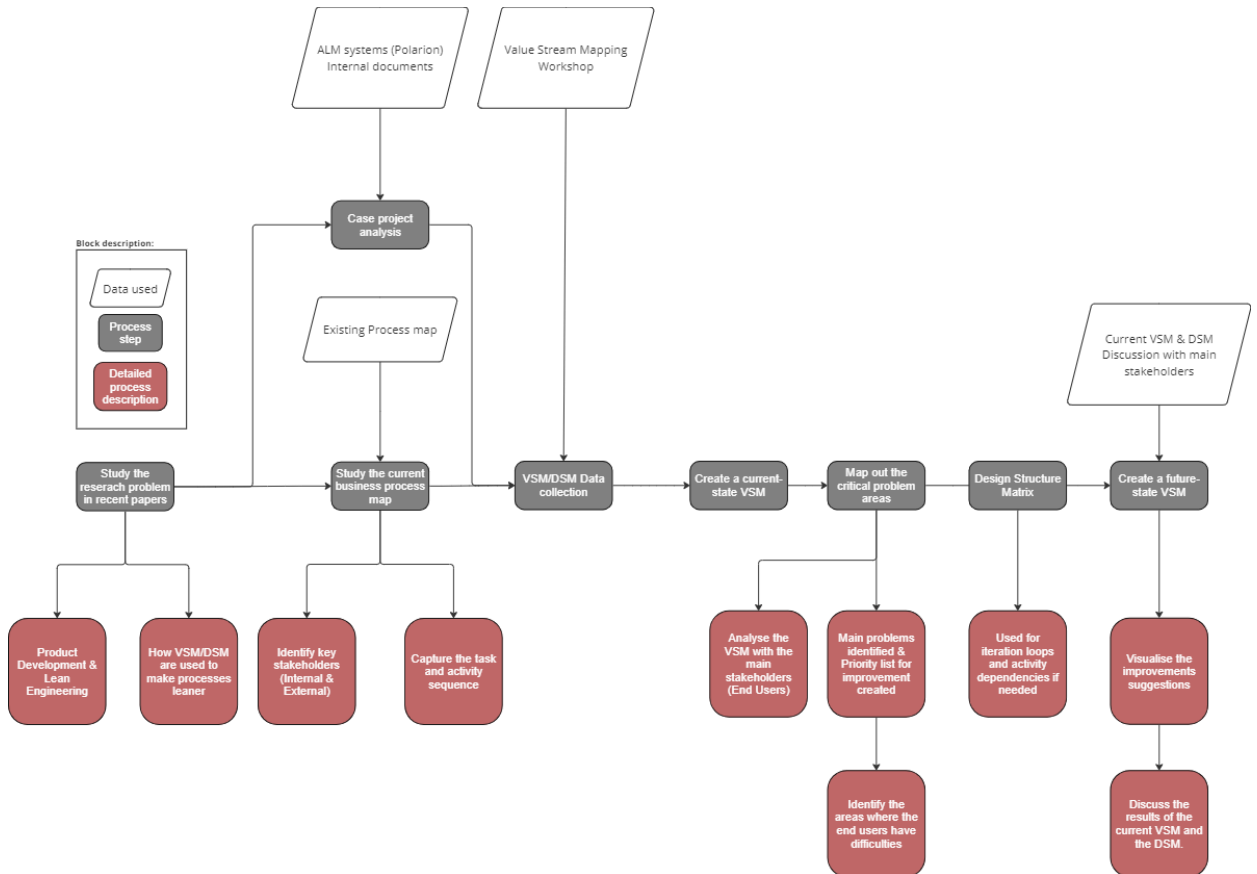 ALM systems (Polarion)
Internal documents
Value Stream Mapping
Workshop
Case project
analysis
Block description:
Data used
Process
step
Detailed
process
description
Existing Process map
Current VSM & DSM
Discussion with main
stakeholders
Study the
reserach problem
in recent papers
Study the current
business process
map
VSM/DSM Data
collection
Create a current-
state VSM
Map out the
critical problem
areas
Design Structure
Matrix
Create a future-
state VSM
Product
Development &
Lean
Engineering
How VSM/DSM
are used to
make processes
leaner
Identify key
stakeholders
(Internal &
External)
Capture the task
and activity
sequence
Analyse the
VSM with the
main
stakeholders
(End Users)
Main problems
identified &
Priority list for
improvement
created
Used for
iteration loops
and activity
dependencies if
needed
Visualise the
improvements
suggestions
Identify the
areas where the
end users have
difficulties
Discuss the
results of the
current VSM and
the DSM.